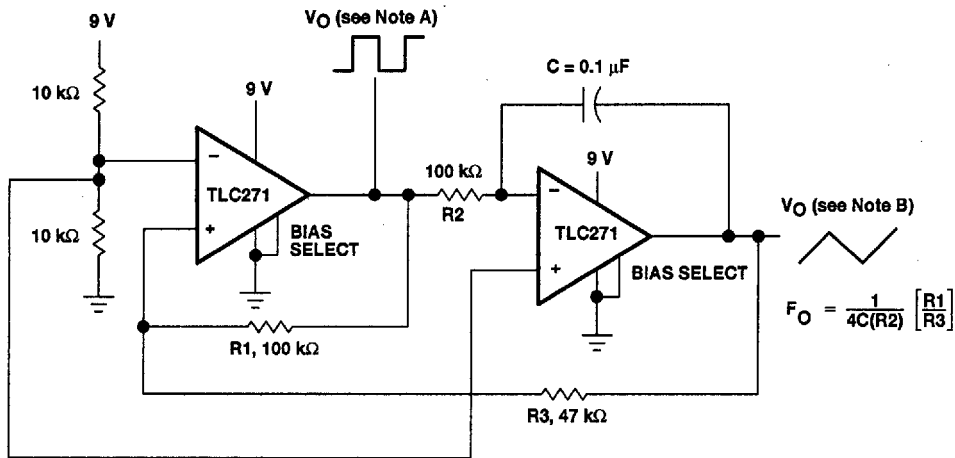 V_O (see Note A)
9 V
C = 0.1 µF
10 kΩ
9 V
−
TLC271
+
BIAS
SELECT
100 kΩ
R2
9 V
−
TLC271
+
BIAS SELECT
V_O (see Note B)
10 kΩ
F_O = 1/4C(R2) [R1/R3]
R1, 100 kΩ
R3, 47 kΩ